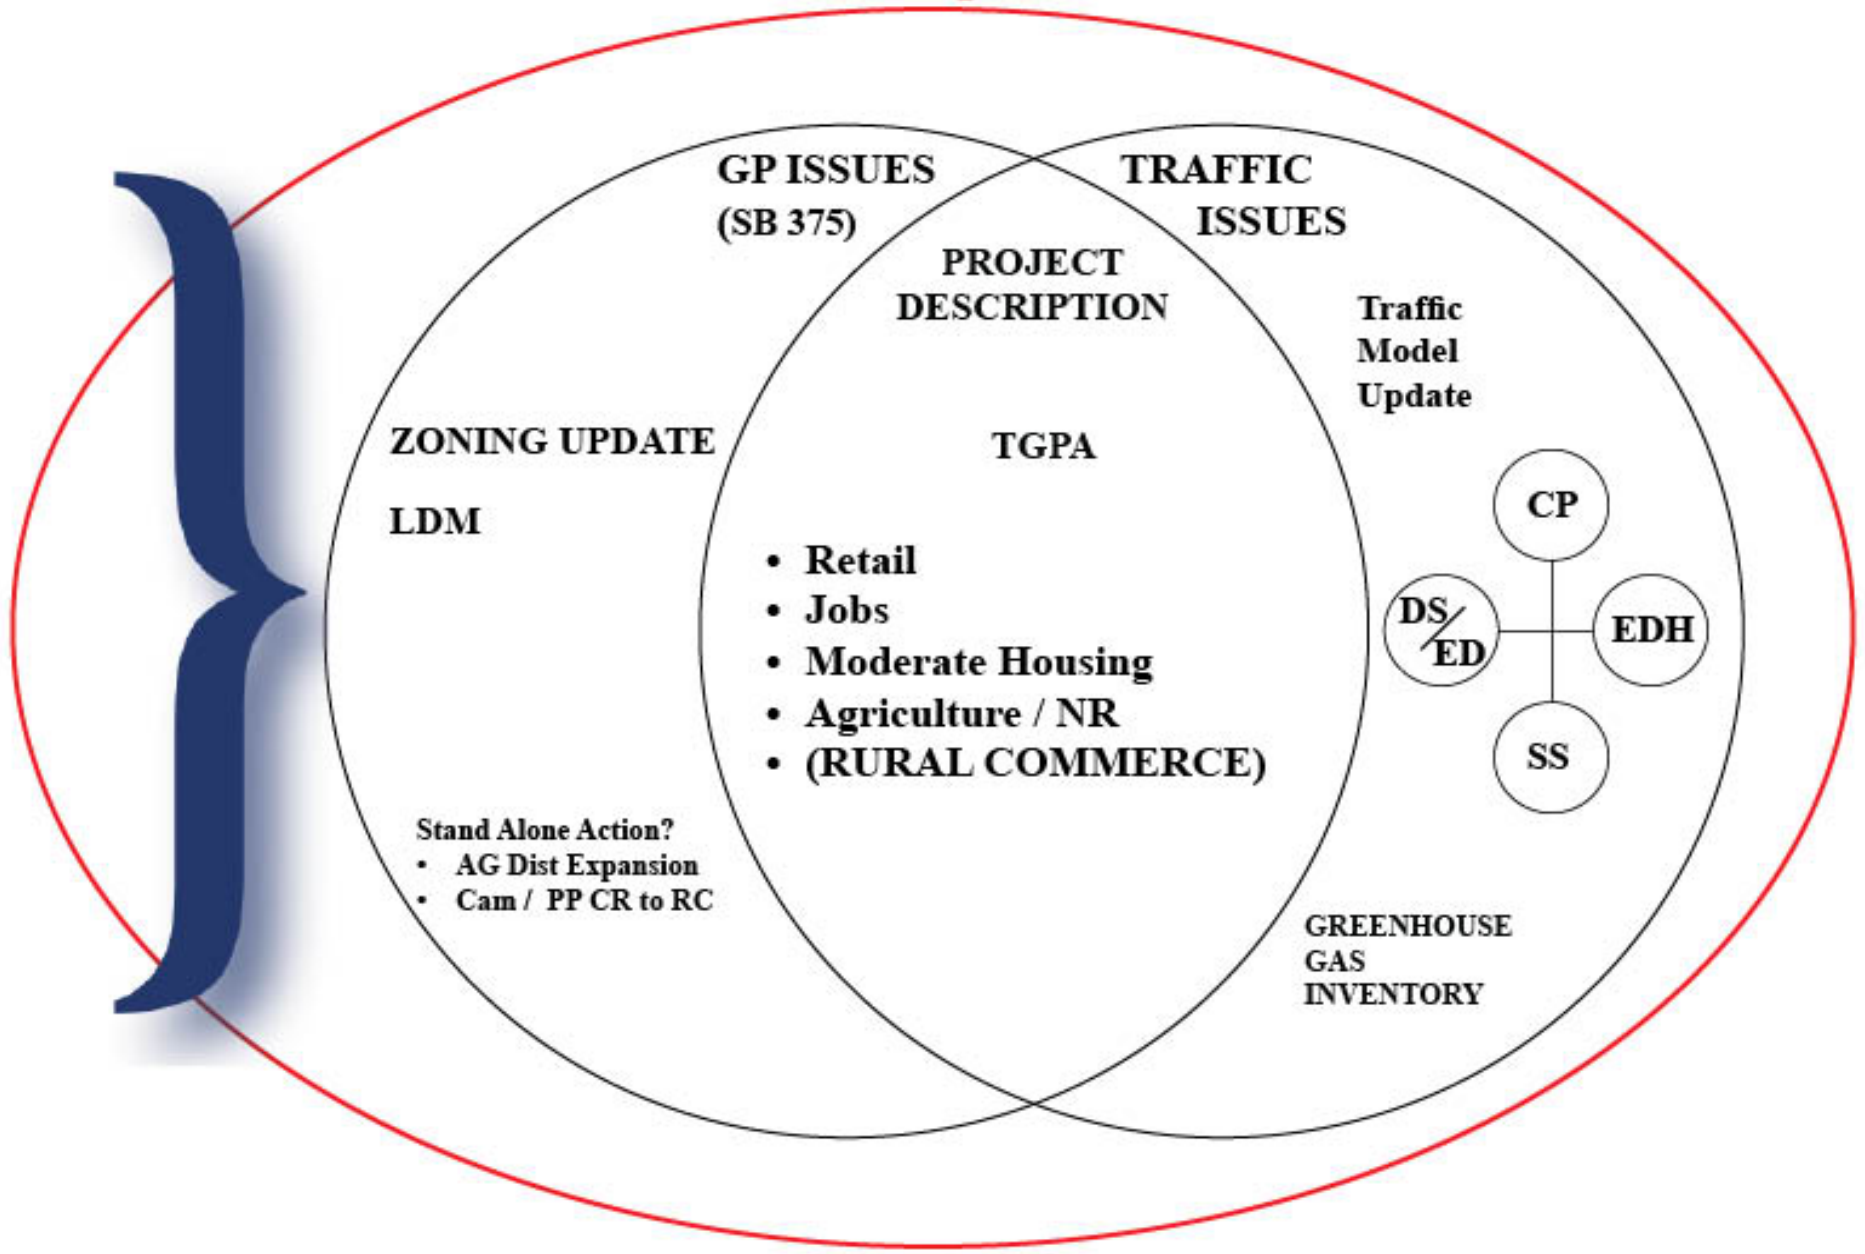 GP ISSUES
(SB 375)
TRAFFIC
ISSUES
PROJECT
DESCRIPTION
Traffic
Model
Update
ZONING UPDATE
LDM
TGPA
• Retail
• Jobs
• Moderate Housing
• Agriculture / NR
• (RURAL COMMERCE)
CP
DS/
ED
EDH
SS
Stand Alone Action?
• AG Dist Expansion
• Cam / PP CR to RC
GREENHOUSE
GAS
INVENTORY